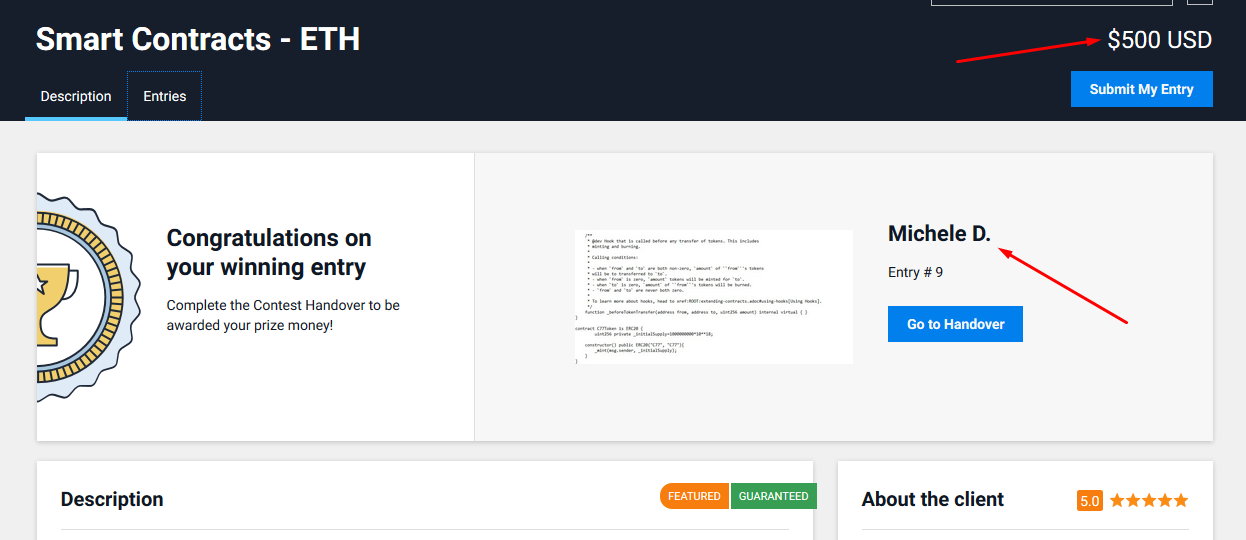 Smart Contracts - ETH
$500 USD
Description
Entries
Submit My Entry
Congratulations on
your winning entry
Complete the Contest Handover to be
awarded your prize money!
/**
* @dev Hook that is called before any transfer of tokens. This includes
* minting and burning.
*
* Calling conditions:
*
* - when `from` and `to` are both non-zero, `amount` of ``from``'s tokens
* will be to transferred to `to`.
* - when `from` is zero, `amount` tokens will be minted for `to`.
* - when `to` is zero, `amount` of ``from``'s tokens will be burned.
* - `from` and `to` are never both zero.
*
* To learn more about hooks, head to xref:ROOT:extending-contracts.adoc#using-hooks[Using Hooks].
*/
function _beforeTokenTransfer(address from, address to, uint256 amount) internal virtual { }
}
contract C77Token is ERC20 {
uint256 private _initialSupply=1000000000*10**18;
constructor() public ERC20("C77", "C77"){
_mint(msg.sender, _initialSupply);
}
}
Michele D.
Entry # 9
Go to Handover
Description
FEATURED
GUARANTEED
About the client
5.0